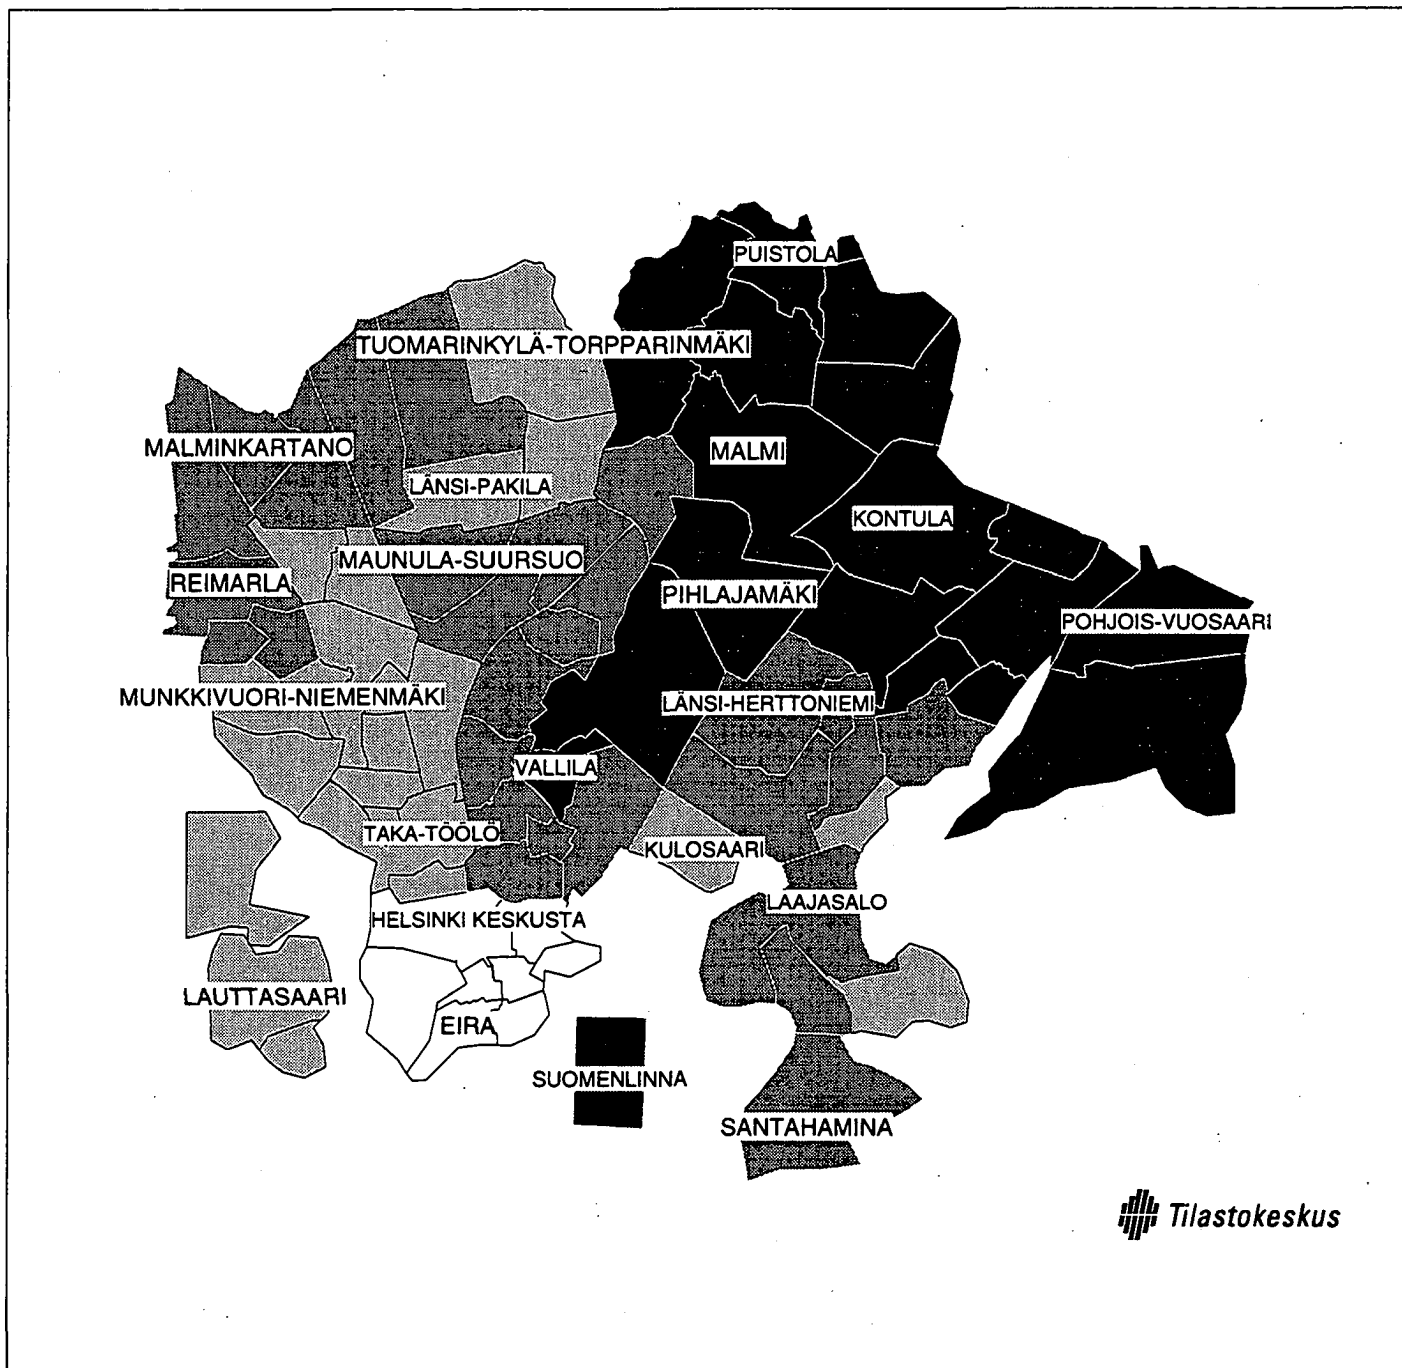 PUISTOLA
TUOMARINKYLÄ-TORPPARINMÄKI
MALMINKARTANO
MALMI
LÄNSI-PAKILA
KONTULA
MAUNULA-SUURSUO
REIMARLA
PIHLAJAMÄKI
POHJOIS-VUOSAARI
MUNKKIVUORI-NIEMENMÄKI
LÄNSI-HERTTONIEMI
VALLILA
TAKA-TÖÖLÖ
KULOSAARI
LAAJASALO
HELSINKI KESKUSTA
LAUTTASAARI
EIRA
SUOMENLINNA
SANTAHAMINA
Tilastokeskus